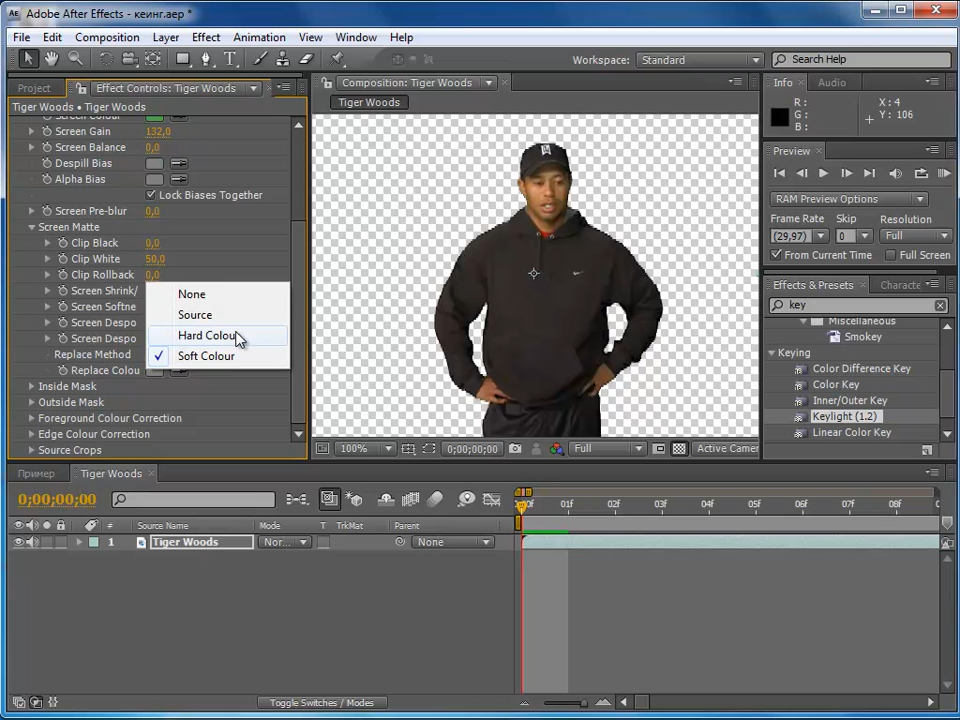 Adobe After Effects - кеинг.aep *
File Edit Composition Layer Effect Animation View Window Help
Workspace: Standard Search Help
Project Effect Controls: Tiger Woods
Tiger Woods • Tiger Woods
Screen Colour
Screen Gain 132,0
Screen Balance 0,0
Despill Bias
Alpha Bias
Lock Biases Together
Screen Pre-blur 0,0
Screen Matte
Clip Black 0,0
Clip White 50,0
Clip Rollback 0,0
Screen Shrink/
Screen Softne
Screen Despo
Screen Despo
Replace Method
Replace Colou
Inside Mask
Outside Mask
Foreground Colour Correction
Edge Colour Correction
Source Crops
None
Source
Hard Colou
Soft Colour
Composition: Tiger Woods
Tiger Woods
100% 0;00;00;00 Full Active Camer
Info Audio
R:
G:
B:
X: 4
Y: 106
Preview
RAM Preview Options
Frame Rate Skip Resolution
(29,97) 0 Full
From Current Time Full Screen
Effects & Presets Characte
key
Miscellaneous
Smokey
Keying
Color Difference Key
Color Key
Inner/Outer Key
Keylight (1.2)
Linear Color Key
Пример Tiger Woods
0;00;00;00
01f 02f 03f 04f 05f 06f 07f 08f
# Source Name Mode T TrkMat Parent
1 Tiger Woods Nor... None
Toggle Switches / Modes